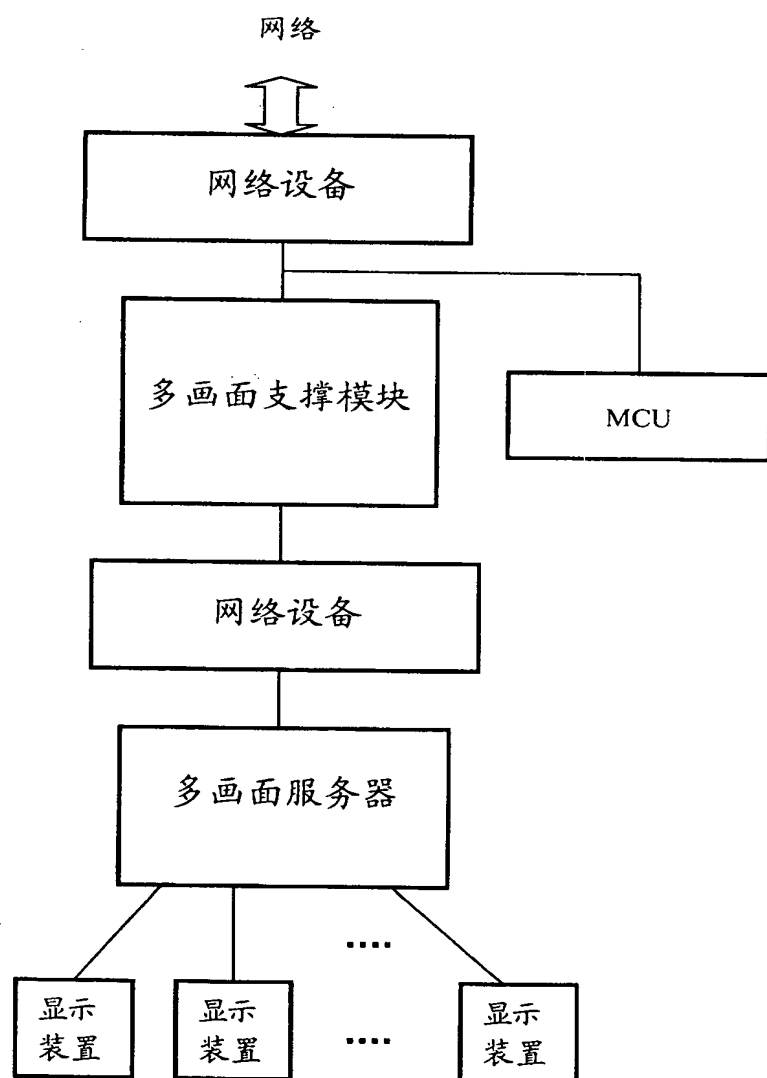 网络
网络设备
多画面支撑模块
MCU
网络设备
多画面服务器
....
显示
装置
显示
装置
....
显示
装置